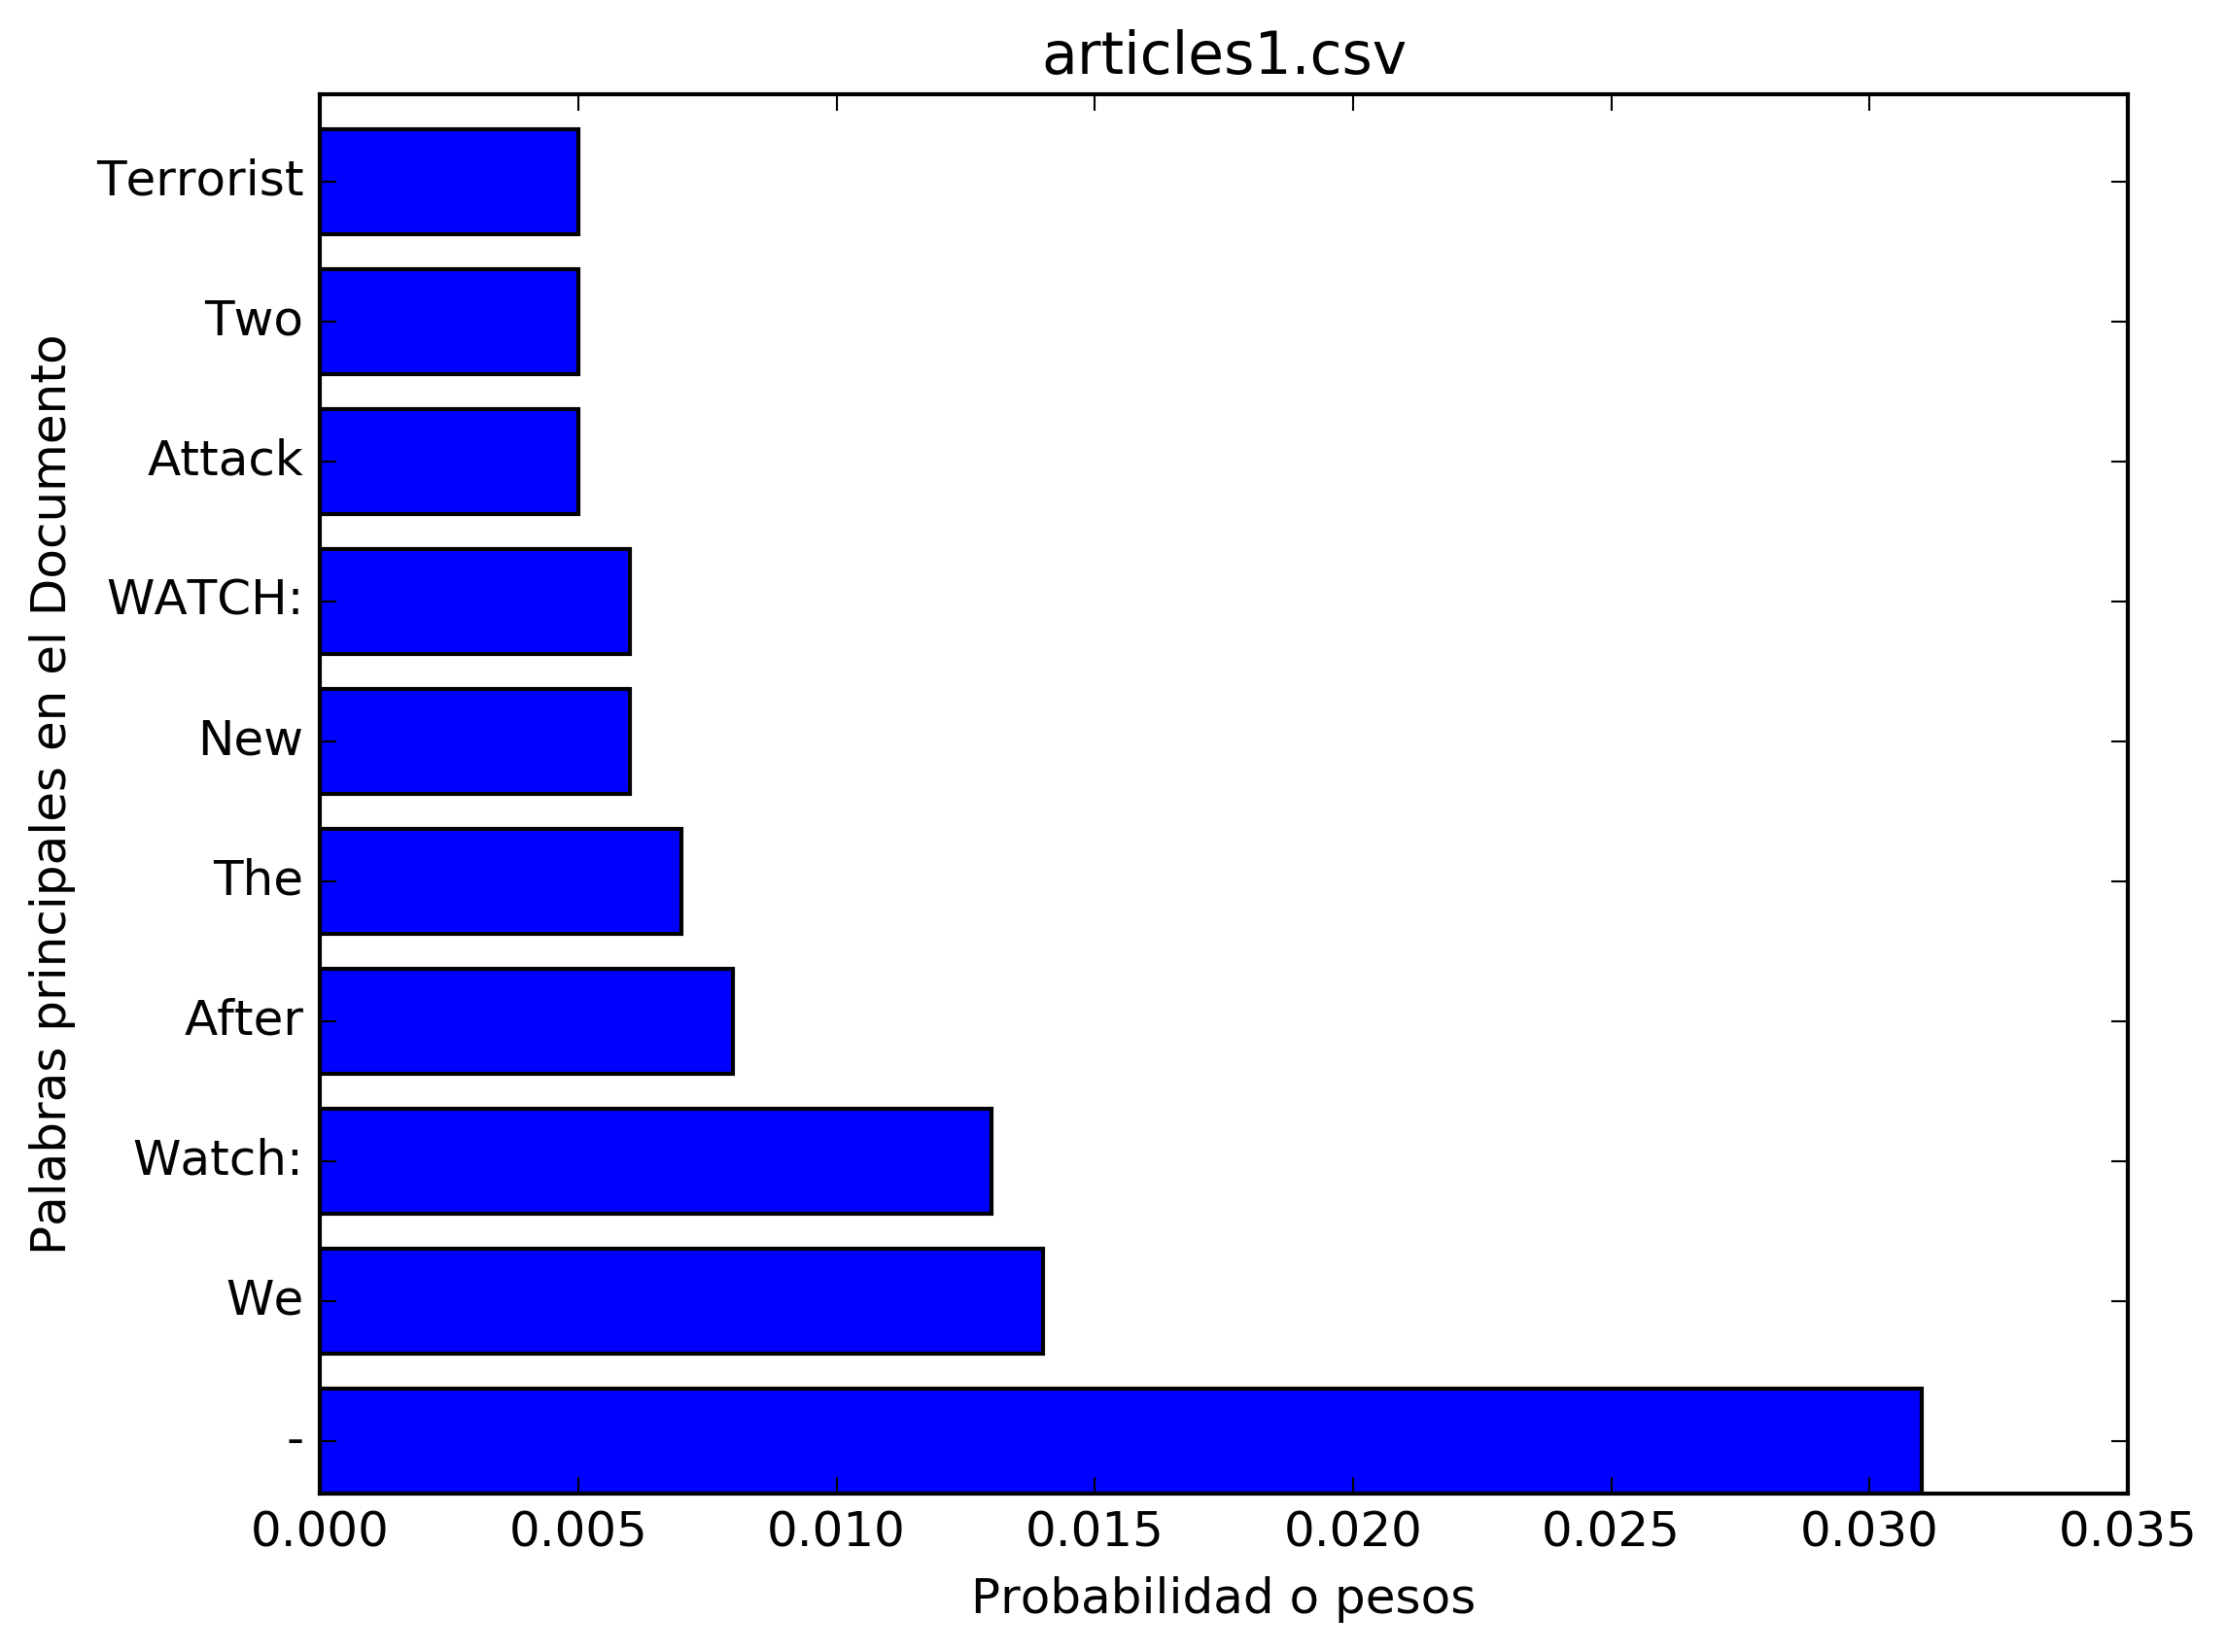 articles1.csv
Palabras principales en el Documento
Terrorist
Two
Attack
WATCH:
New
The
After
Watch:
We
-
0.000 0.005 0.010 0.015 0.020 0.025 0.030 0.035
Probabilidad o pesos